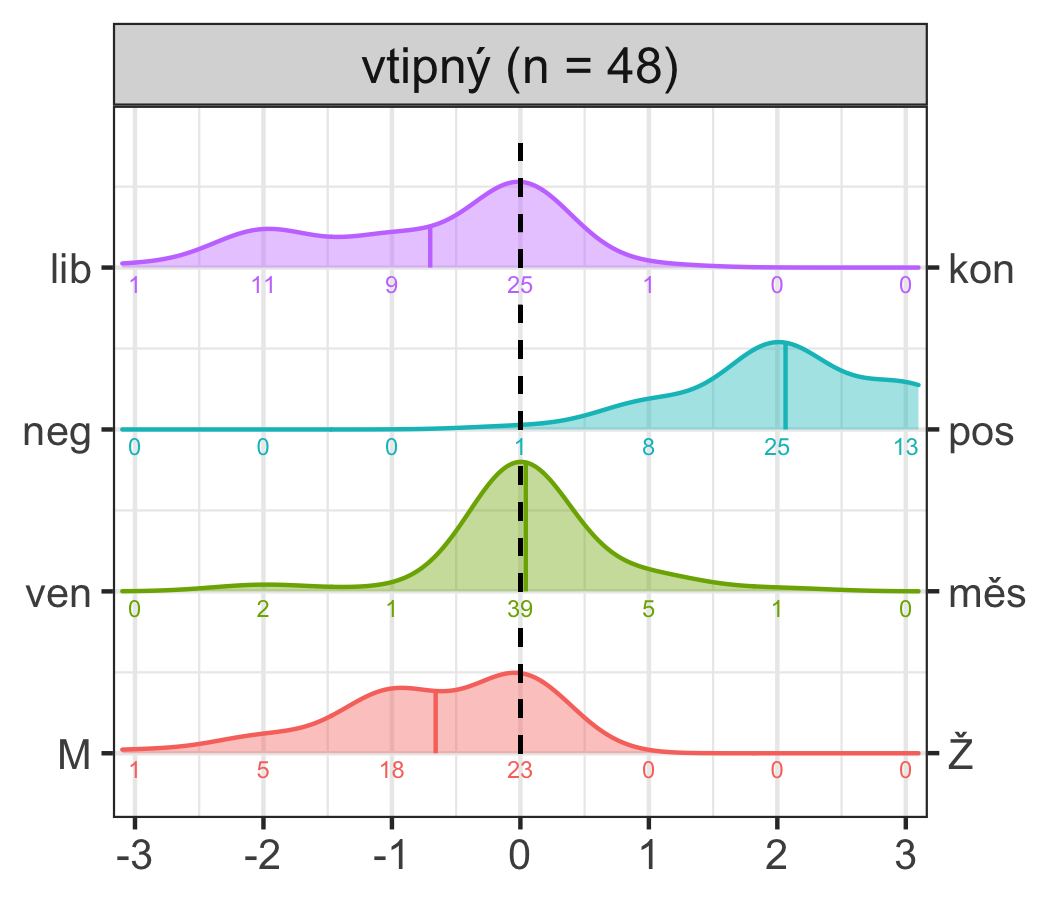 vtipný (n = 48)
lib kon
1 11 9 25 1 0 0
neg pos
0 0 0 1 8 25 13
ven měs
0 2 1 39 5 1 0
M Ž
1 5 18 23 0 0 0
-3 -2 -1 0 1 2 3